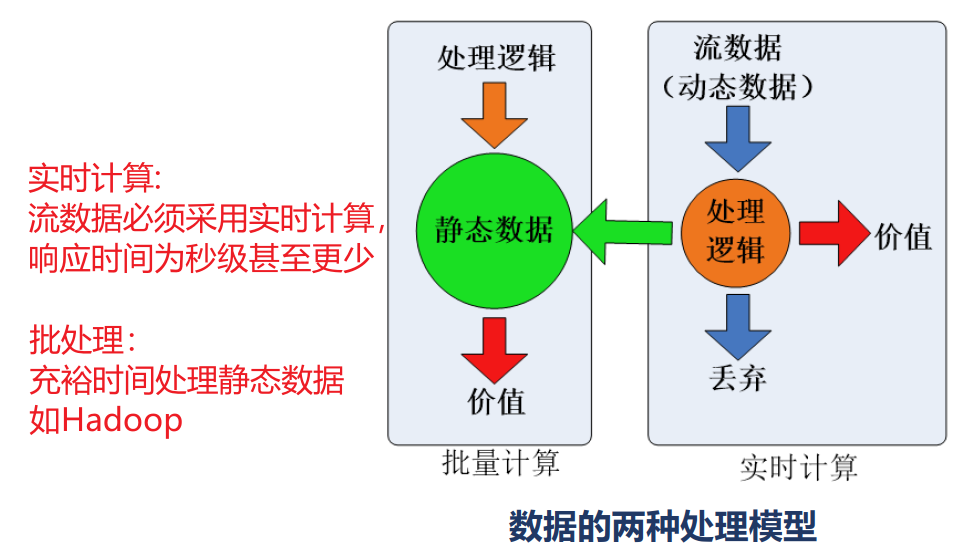 实时计算:
流数据必须采用实时计算，
响应时间为秒级甚至更少
批处理：
充裕时间处理静态数据
如Hadoop
处理逻辑
静态数据
价值
批量计算
流数据
（动态数据）
处理
逻辑
价值
丢弃
实时计算
数据的两种处理模型